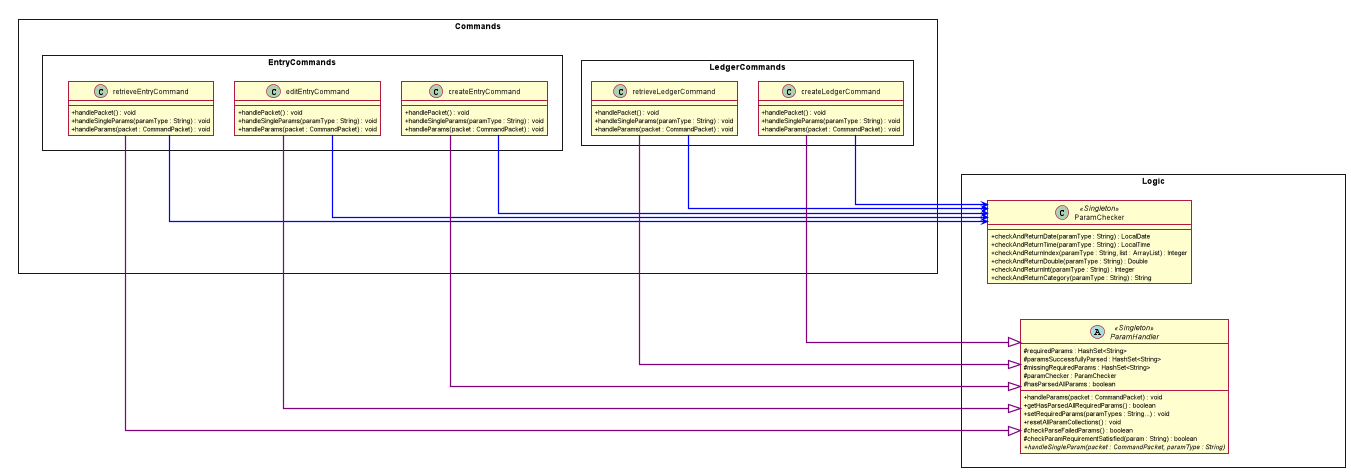 Commands
EntryCommands
C retrieveEntryCommand
+handlePacket() : void
+handleSingleParams(paramType : String) : void
+handleParams(packet : CommandPacket) : void
C editEntryCommand
+handlePacket() : void
+handleSingleParams(paramType : String) : void
+handleParams(packet : CommandPacket) : void
C createEntryCommand
+handlePacket() : void
+handleSingleParams(paramType : String) : void
+handleParams(packet : CommandPacket) : void
LedgerCommands
C retrieveLedgerCommand
+handlePacket() : void
+handleSingleParams(paramType : String) : void
+handleParams(packet : CommandPacket) : void
C createLedgerCommand
+handlePacket() : void
+handleSingleParams(paramType : String) : void
+handleParams(packet : CommandPacket) : void
Logic
C «Singleton»
ParamChecker
+checkAndReturnDate(paramType : String) : LocalDate
+checkAndReturnTime(paramType : String) : LocalTime
+checkAndReturnIndex(paramType : String, list : ArrayList) : Integer
+checkAndReturnDouble(paramType : String) : Double
+checkAndReturnInt(paramType : String) : Integer
+checkAndReturnCategory(paramType : String) : String
A «Singleton»
ParamHandler
#requiredParams : HashSet<String>
#paramsSuccessfullyParsed : HashSet<String>
#missingRequiredParams : HashSet<String>
#paramChecker : ParamChecker
#hasParsedAllParams : boolean
+handleParams(packet : CommandPacket) : void
+getHasParsedAllRequiredParams() : boolean
+setRequiredParams(paramTypes : String...) : void
+resetAllParamCollections() : void
#checkParseFailedParams() : boolean
#checkParamRequirementSatisfied(param : String) : boolean
+handleSingleParam(packet : CommandPacket, paramType : String)